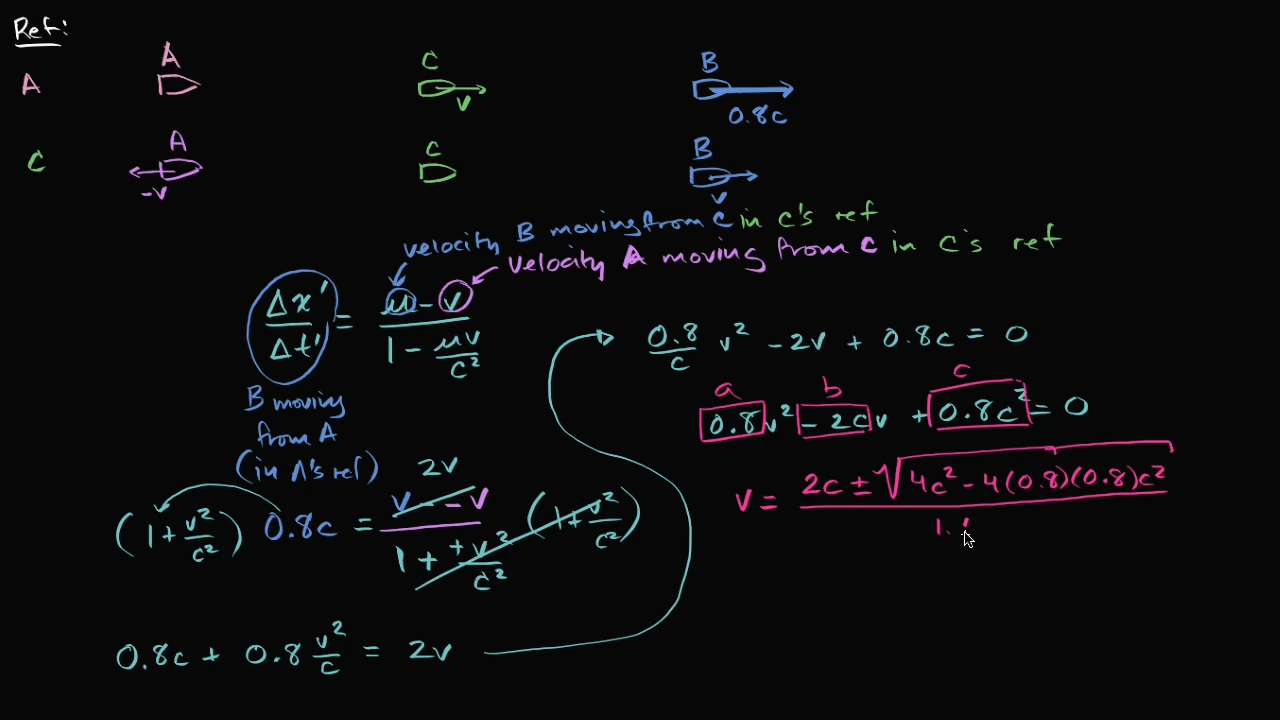 Ref:
A A C v B 0.8c
C A -v C B v
velocity B moving from C in C's ref
velocity A moving from C in C's ref
Δx'/Δt' = (u - v)/(1 - uv/c²)
B moving
from A
(in A's ref)
0.8/c v² - 2v + 0.8c = 0
a b c
0.8v² - 2cv + 0.8c² = 0
v = (2c ± √(4c² - 4(0.8)(0.8)c²))/1.
2v
(1 + v²/c²) 0.8c = (v - -v)/(1 + +v²/c²) (1 + v²/c²)
0.8c + 0.8 v²/c = 2v